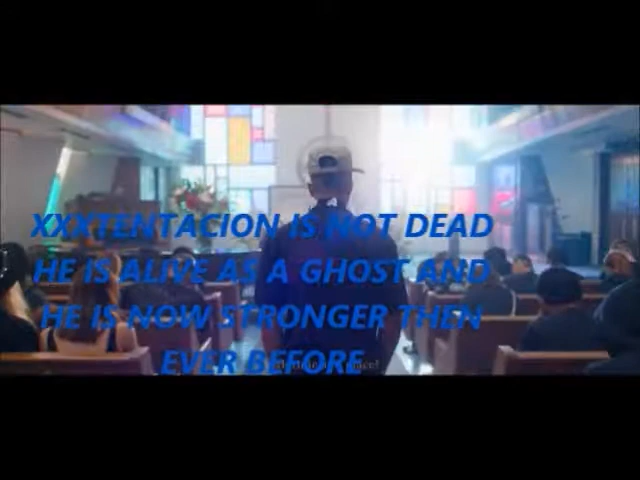 XXXTENTACION IS NOT DEAD
HE IS ALIVE AS A GHOST AND
HE IS NOW STRONGER THEN
EVER BEFORE